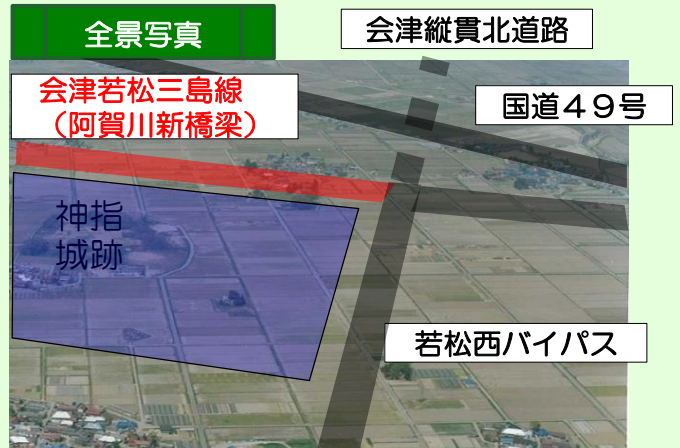 全景写真
会津縦貫北道路
会津若松三島線
（阿賀川新橋梁）
国道４９号
神指
城跡
若松西バイパス